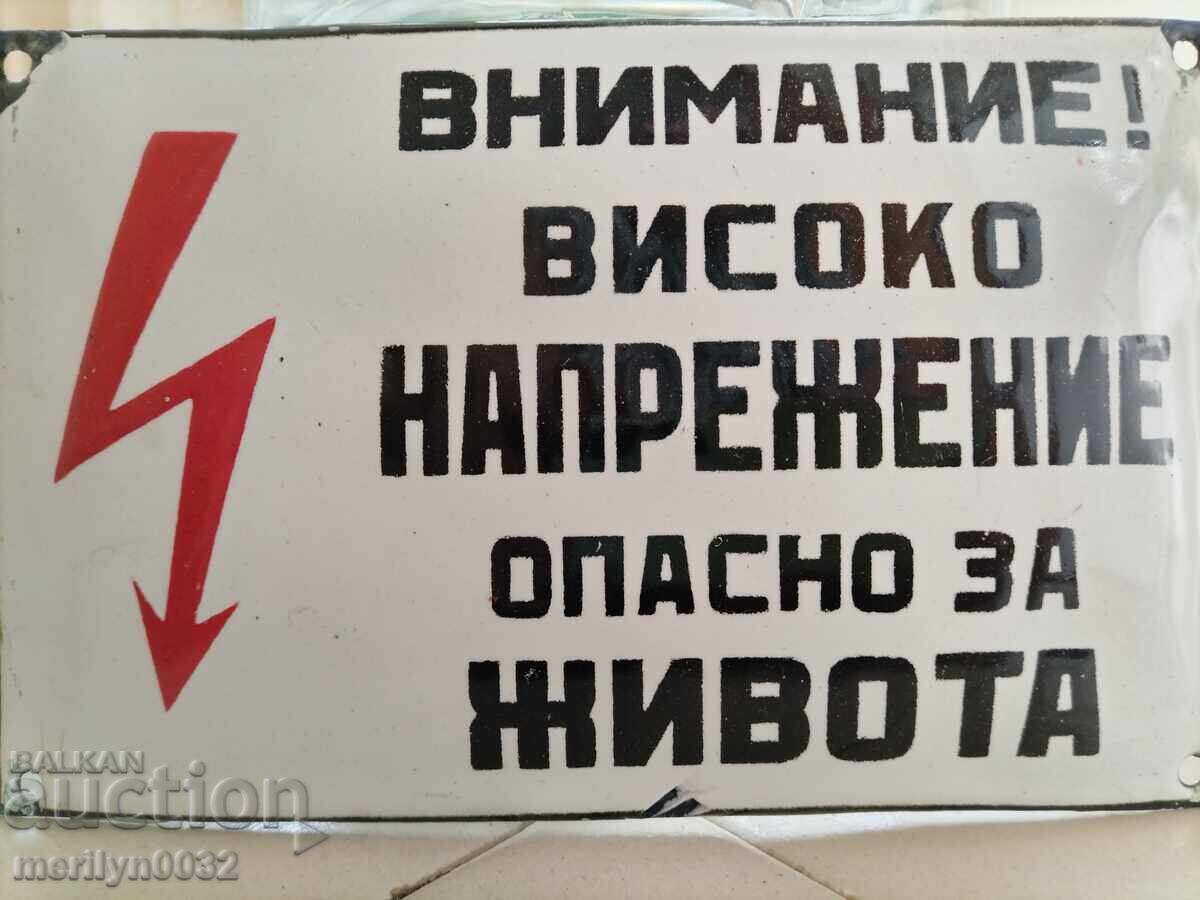 ВНИМАНИЕ!
ВИСОКО
НАПРЕЖЕНИЕ
ОПАСНО ЗА
ЖИВОТА
BALKAN
auction
merilyn0032